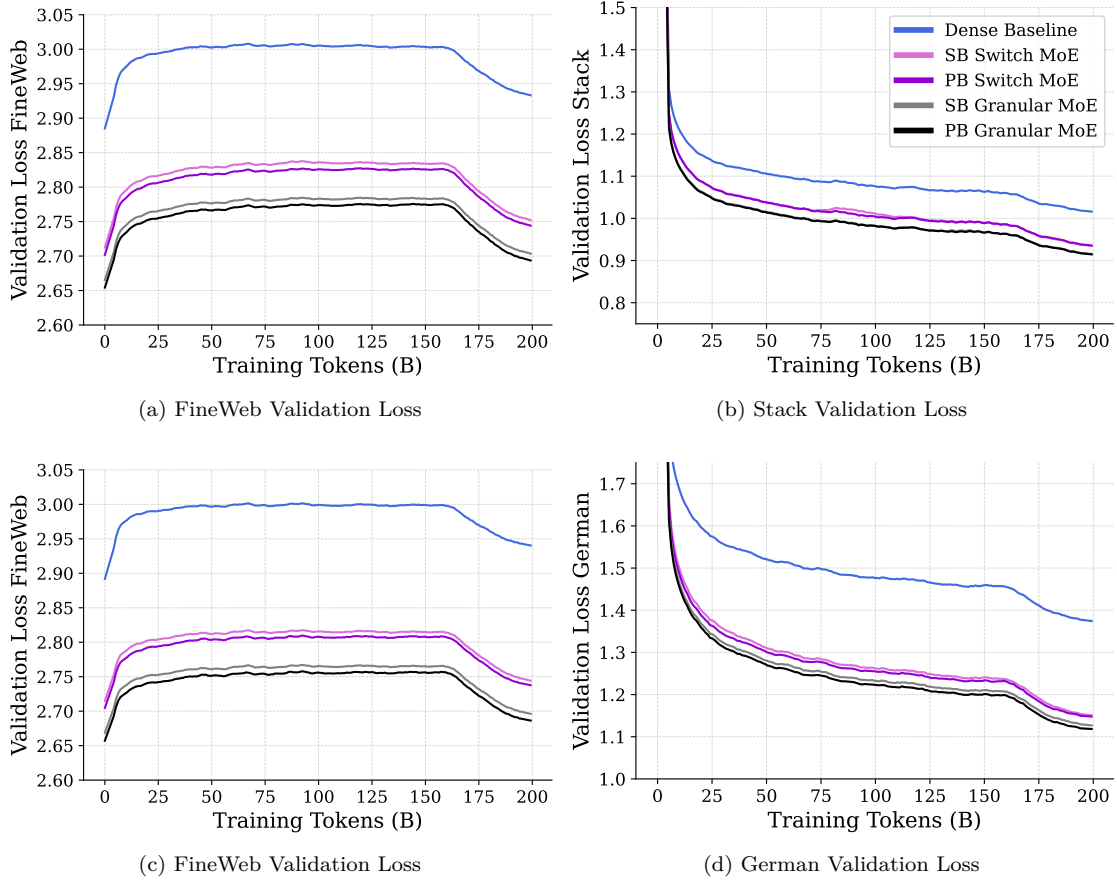 3.05
3.00
2.95
2.90
2.85
2.80
2.75
2.70
2.65
2.60
Validation Loss FineWeb
0 25 50 75 100 125 150 175 200
Training Tokens (B)
(a) FineWeb Validation Loss
1.5
1.4
1.3
1.2
1.1
1.0
0.9
0.8
Validation Loss Stack
Dense Baseline
SB Switch MoE
PB Switch MoE
SB Granular MoE
PB Granular MoE
0 25 50 75 100 125 150 175 200
Training Tokens (B)
(b) Stack Validation Loss
3.05
3.00
2.95
2.90
2.85
2.80
2.75
2.70
2.65
2.60
Validation Loss FineWeb
0 25 50 75 100 125 150 175 200
Training Tokens (B)
(c) FineWeb Validation Loss
1.7
1.6
1.5
1.4
1.3
1.2
1.1
1.0
Validation Loss German
0 25 50 75 100 125 150 175 200
Training Tokens (B)
(d) German Validation Loss